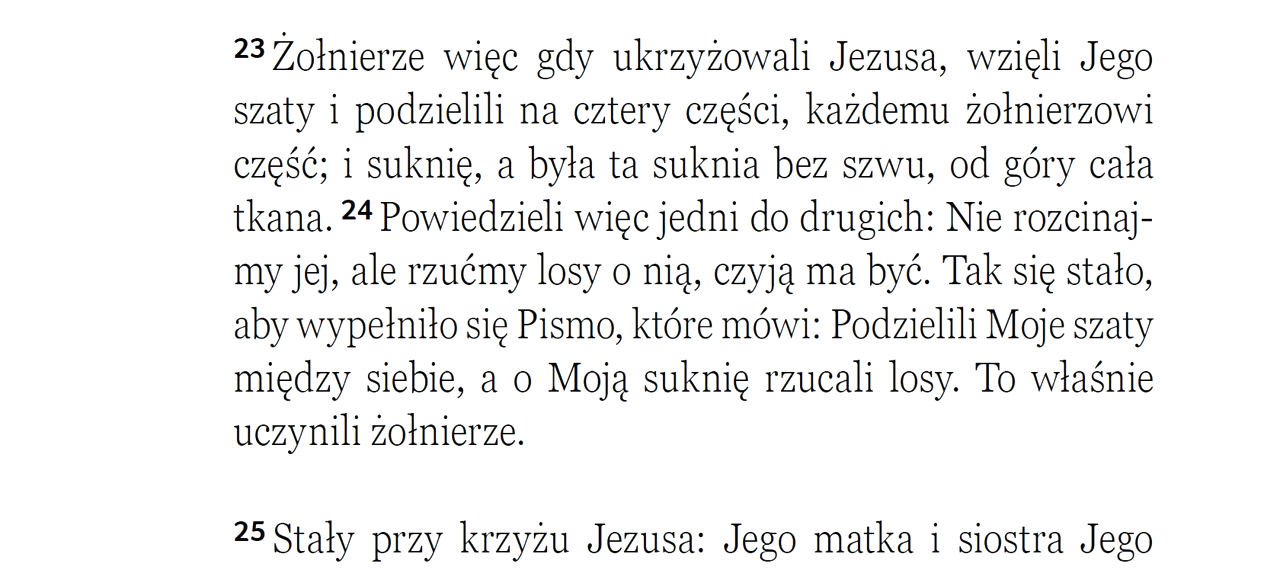 23 Żołnierze więc gdy ukrzyżowali Jezusa, wzięli Jego
szaty i podzielili na cztery części, każdemu żołnierzowi
część; i suknię, a była ta suknia bez szwu, od góry cała
tkana. 24 Powiedzieli więc jedni do drugich: Nie rozcinaj-
my jej, ale rzućmy losy o nią, czyją ma być. Tak się stało,
aby wypełniło się Pismo, które mówi: Podzielili Moje szaty
między siebie, a o Moją suknię rzucali losy. To właśnie
uczynili żołnierze.
25 Stały przy krzyżu Jezusa: Jego matka i siostra Jego